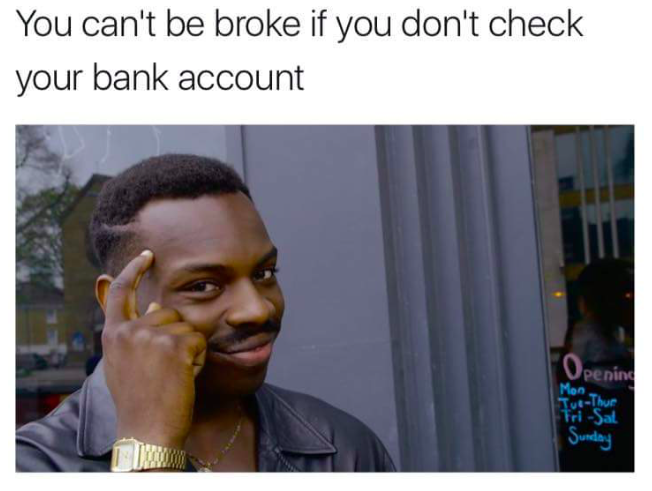 You can't be broke if you don't check
your bank account
Opening
Mon
Tue-Thur
Fri-Sat
Sunday